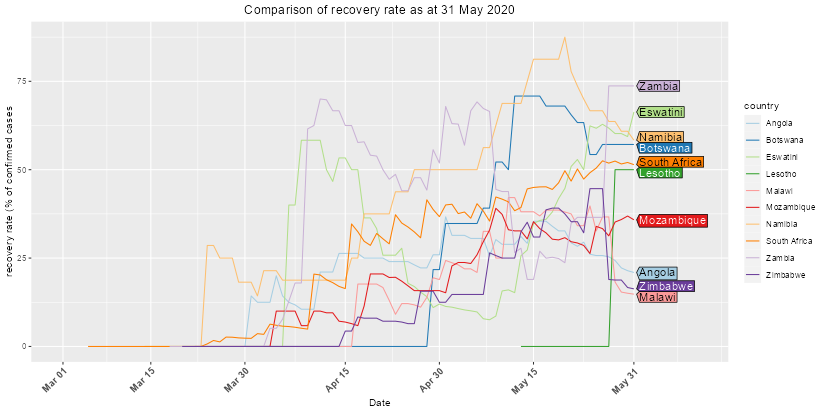 Comparison of recovery rate as at 31 May 2020
recovery rate (% of confirmed cases
75
50
25
0
Mar 01
Mar 15
Mar 30
Apr 15
Apr 30
May 15
May 31
Date
Zambia
Eswatini
Namibia
Botswana
South Africa
Lesotho
Mozambique
Angola
Zimbabwe
Malawi
country
Angola
Botswana
Eswatini
Lesotho
Malawi
Mozambique
Namibia
South Africa
Zambia
Zimbabwe